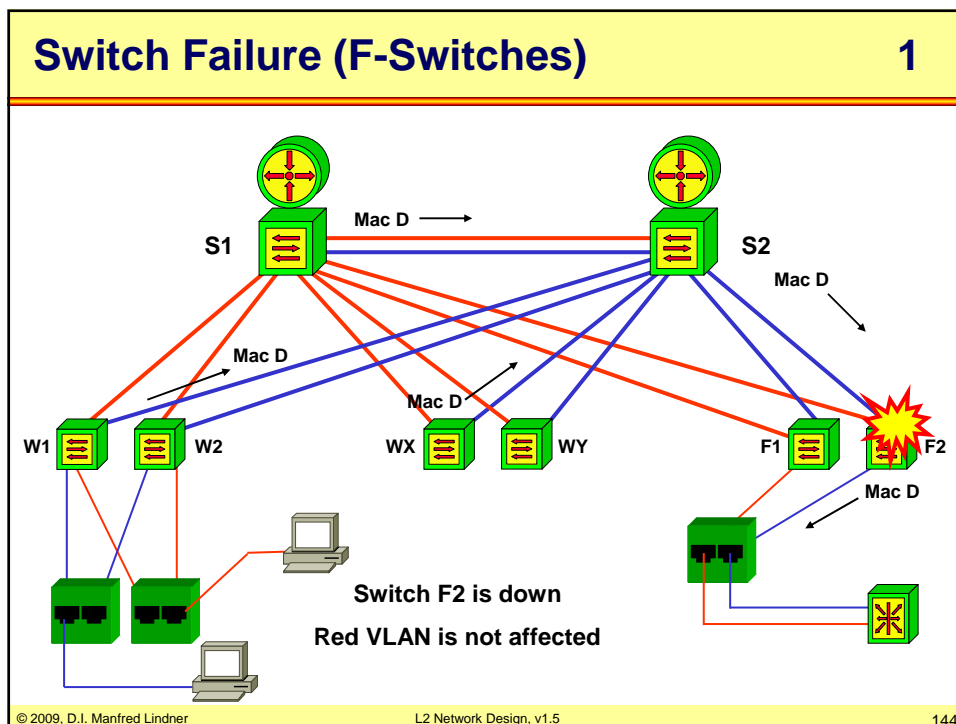 Switch Failure (F-Switches) 1
Mac D
S1
S2
Mac D
Mac D
Mac D
W1
W2
WX
WY
F1
F2
Mac D
Switch F2 is down
Red VLAN is not affected
© 2009, D.I. Manfred Lindner
L2 Network Design, v1.5
144